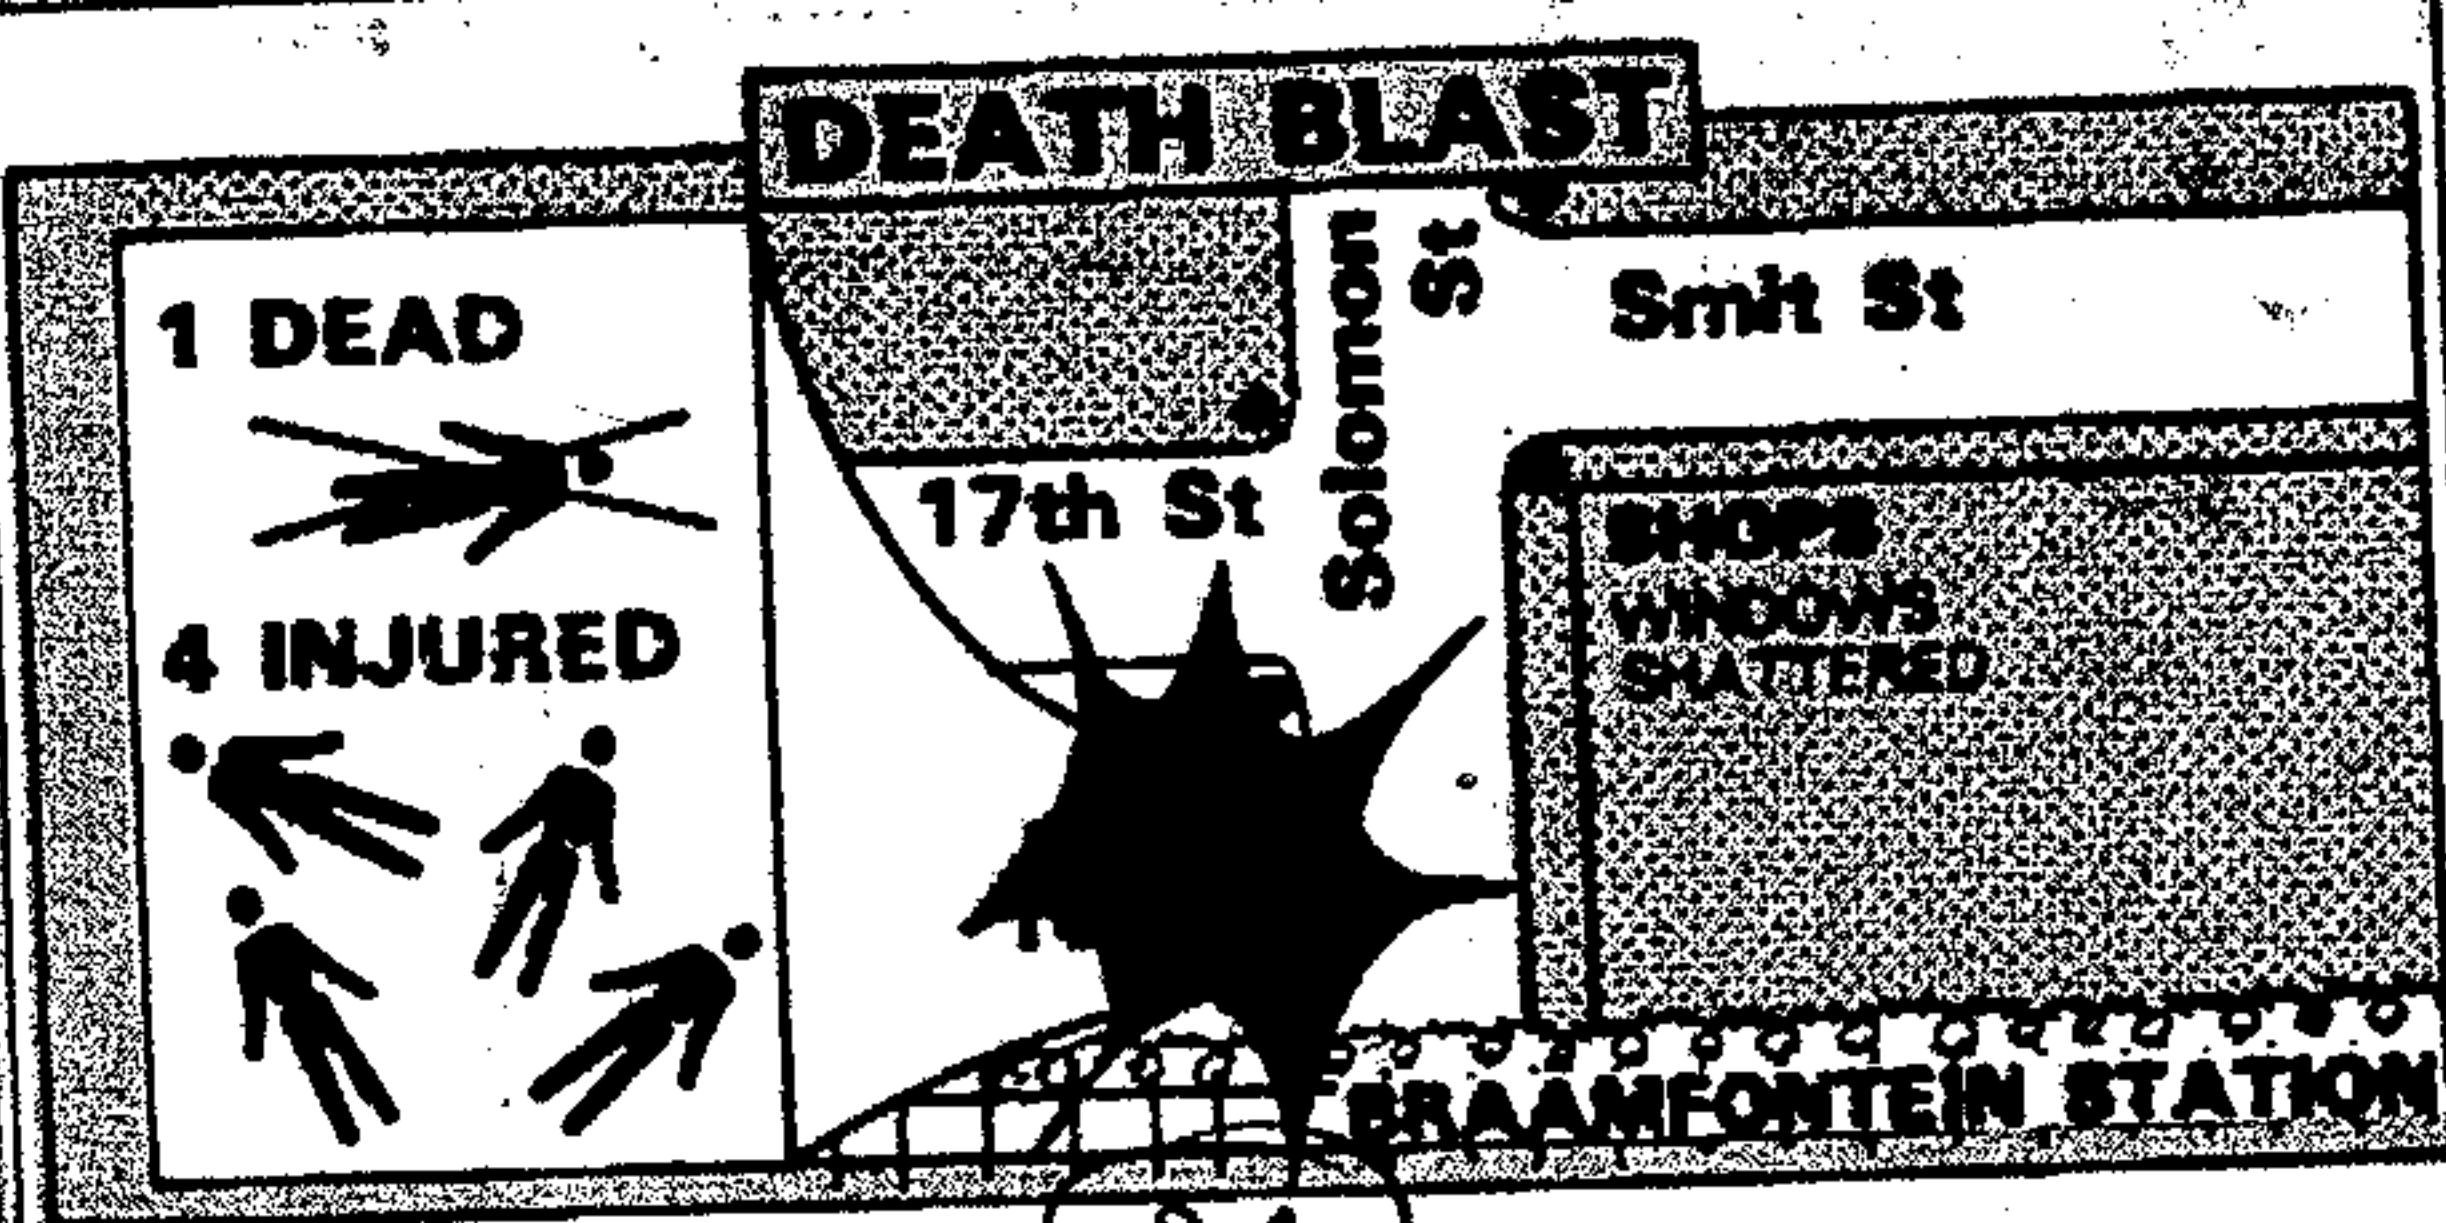 DEATH BLAST
1 DEAD
4 INJURED
Solomon
St
Smit St
17th St
SHOPS
WINDOWS
SHATTERED
BRAAMFONTEIN STATION